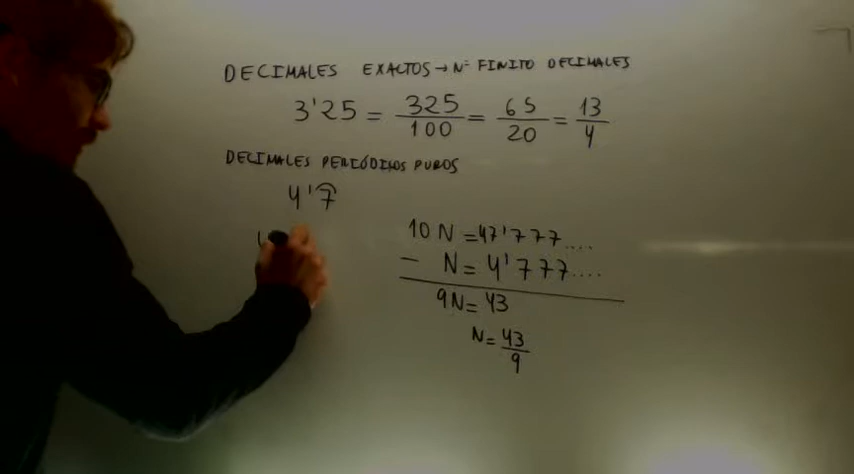 DECIMALES EXACTOS → Nº FINITO DECIMALES
3'25 = 325/100 = 65/20 = 13/4
DECIMALES PERIÓDICOS PUROS
4'7̂
10 N = 47'777....
− N = 4'777....
9N = 43
N = 43/9